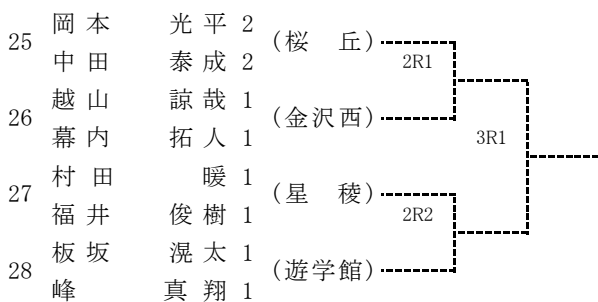 岡本 光平 2
25 (桜 丘)
中田 泰成 2
2R1
越山 諒哉 1
26 (金沢西)
幕内 拓人 1
3R1
村田 暖 1
27 (星 稜)
福井 俊樹 1
2R2
板坂 滉太 1
28 (遊学館)
峰 真翔 1